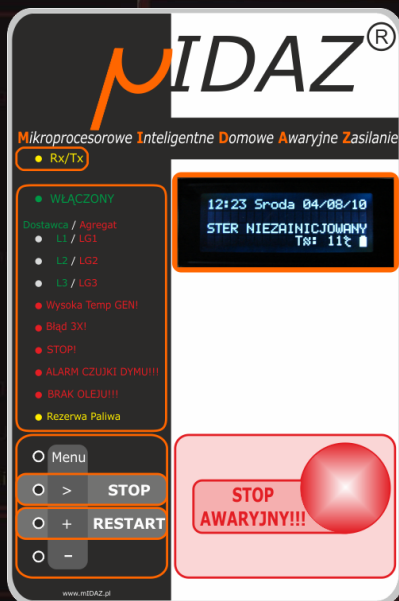 µIDAZ®
Mikroprocesorowe Inteligentne Domowe Awaryjne Zasilanie
Rx/Tx
WŁĄCZONY
Dostawca / Agregat
L1 / LG1
L2 / LG2
L3 / LG3
Wysoka Temp GEN!
Błąd 3X!
STOP!
ALARM CZUJKI DYMU!!!
BRAK OLEJU!!!
Rezerwa Paliwa
12:23 Sroda 04/08/10
STER NIEZAINICJOWANY
Menu
> STOP
+ RESTART
−
STOP
AWARYJNY!!!
www.mIDAZ.pl